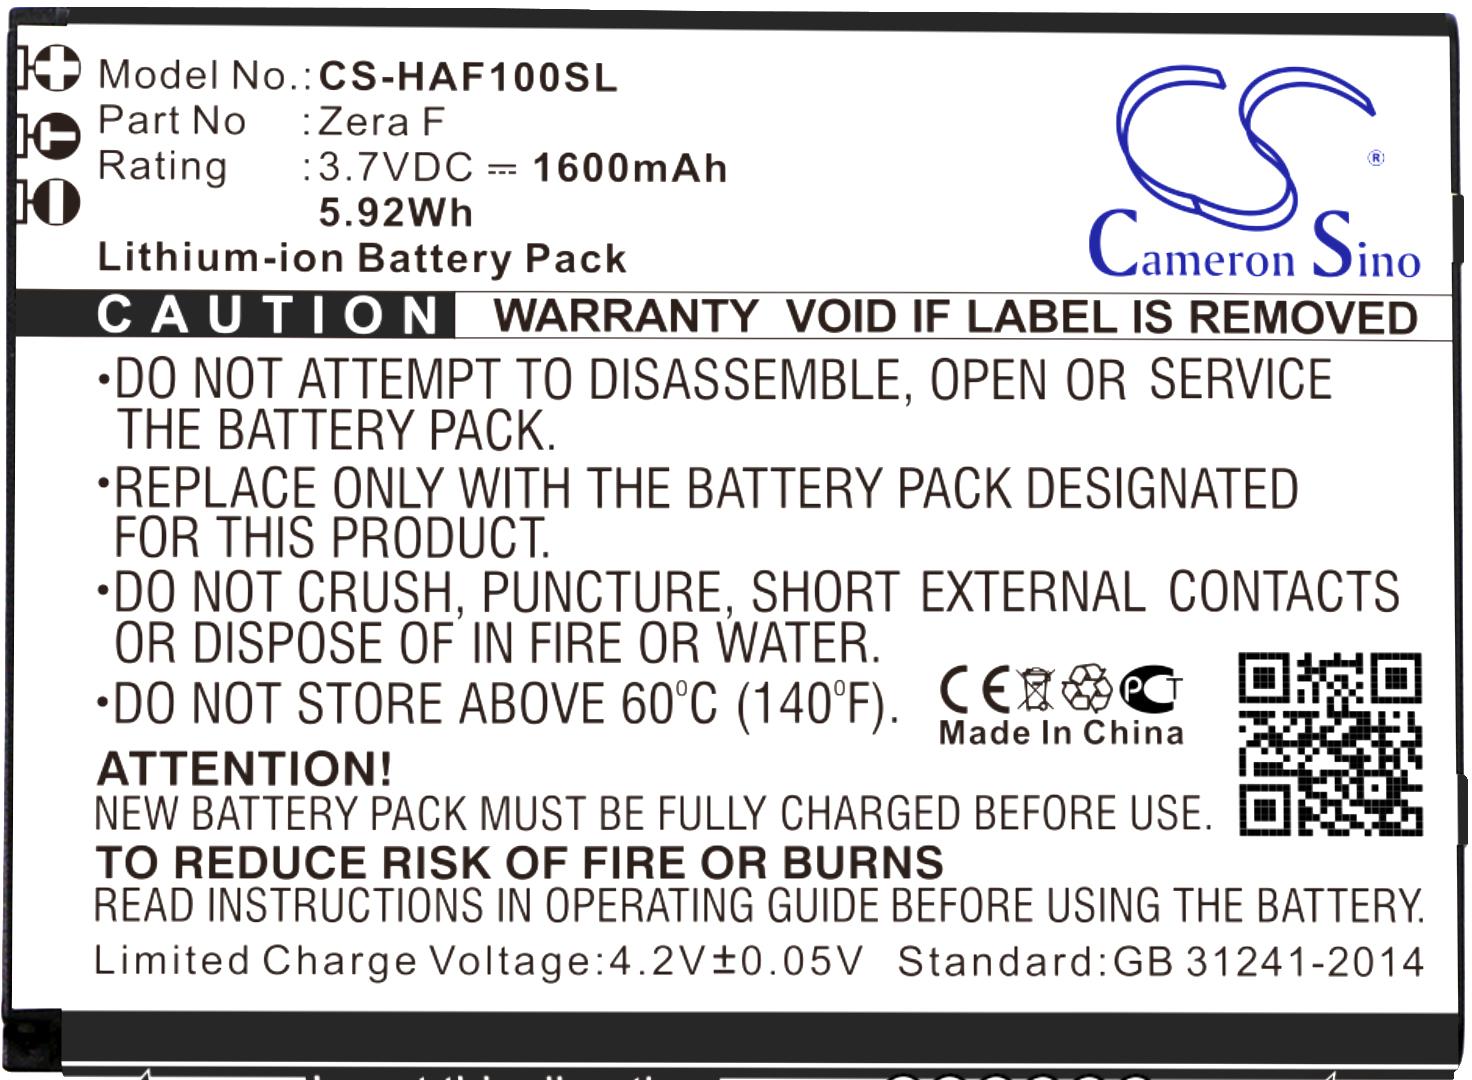 Model No.: CS-HAF100SL
Part No : Zera F
Rating : 3.7VDC ⎓ 1600mAh
5.92Wh
Lithium-ion Battery Pack
CS
®
Cameron Sino
CAUTION WARRANTY VOID IF LABEL IS REMOVED
•DO NOT ATTEMPT TO DISASSEMBLE, OPEN OR SERVICE
THE BATTERY PACK.
•REPLACE ONLY WITH THE BATTERY PACK DESIGNATED
FOR THIS PRODUCT.
•DO NOT CRUSH, PUNCTURE, SHORT EXTERNAL CONTACTS
OR DISPOSE OF IN FIRE OR WATER.
•DO NOT STORE ABOVE 60°C (140°F).
CE PCT
Made In China
ATTENTION!
NEW BATTERY PACK MUST BE FULLY CHARGED BEFORE USE.
TO REDUCE RISK OF FIRE OR BURNS
READ INSTRUCTIONS IN OPERATING GUIDE BEFORE USING THE BATTERY.
Limited Charge Voltage:4.2V±0.05V Standard:GB 31241-2014